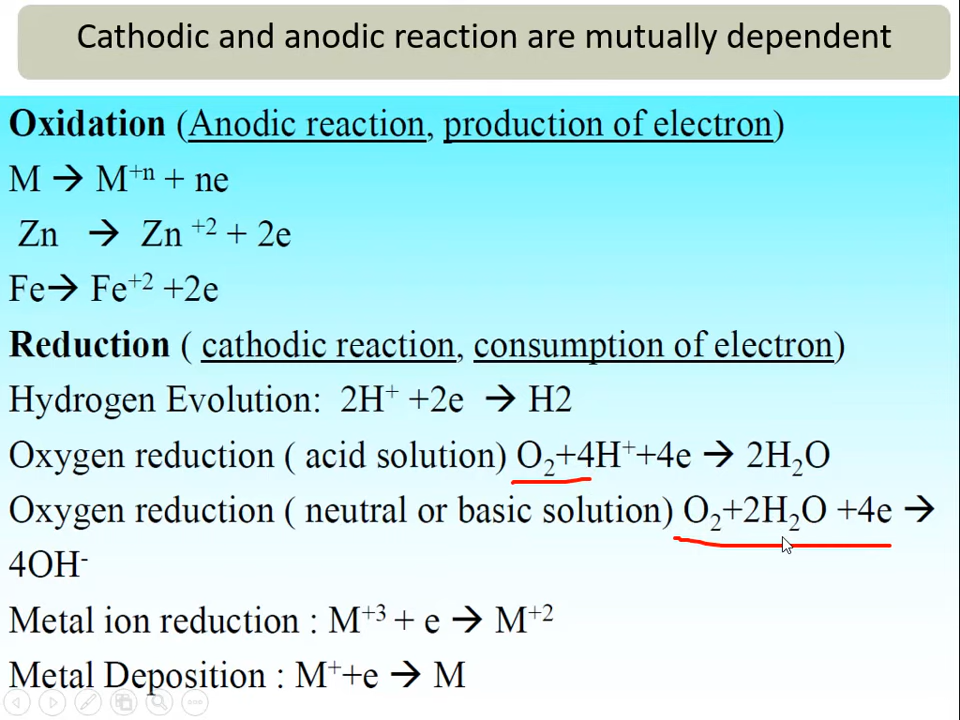 Cathodic and anodic reaction are mutually dependent
Oxidation (Anodic reaction, production of electron)
M → M⁺ⁿ + ne
Zn → Zn ⁺² + 2e
Fe→ Fe⁺² +2e
Reduction ( cathodic reaction, consumption of electron)
Hydrogen Evolution: 2H⁺ +2e → H2
Oxygen reduction ( acid solution) O₂+4H⁺+4e → 2H₂O
Oxygen reduction ( neutral or basic solution) O₂+2H₂O +4e →
4OH⁻
Metal ion reduction : M⁺³ + e → M⁺²
Metal Deposition : M⁺+e → M